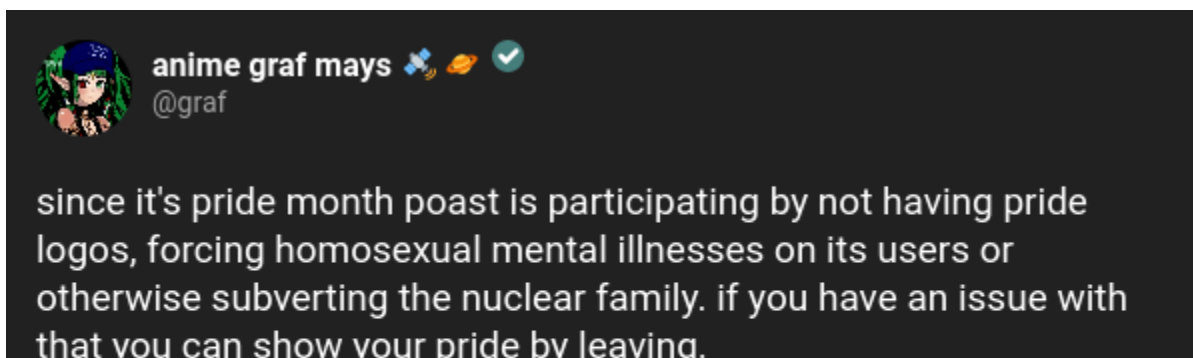 anime graf mays 🛰️🪐
@graf
since it's pride month poast is participating by not having pride
logos, forcing homosexual mental illnesses on its users or
otherwise subverting the nuclear family. if you have an issue with
that you can show your pride by leaving.